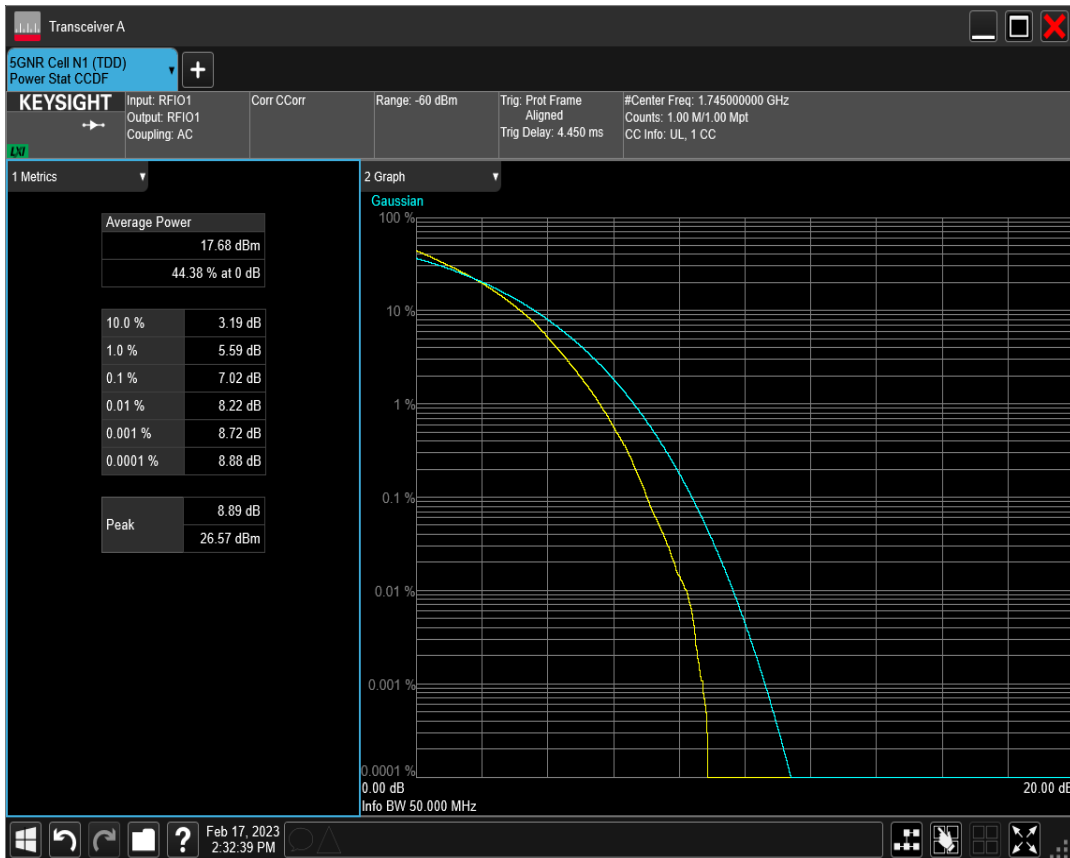 Transceiver A
5GNR Cell N1 (TDD)
Power Stat CCDF
+
KEYSIGHT
LXI
Input: RFIO1
Output: RFIO1
Coupling: AC
Corr CCorr
Range: -60 dBm
Trig: Prot Frame
Aligned
Trig Delay: 4.450 ms
#Center Freq: 1.745000000 GHz
Counts: 1.00 M/1.00 Mpt
CC Info: UL, 1 CC
1 Metrics
Average Power
17.68 dBm
44.38 % at 0 dB
10.0 % 3.19 dB
1.0 % 5.59 dB
0.1 % 7.02 dB
0.01 % 8.22 dB
0.001 % 8.72 dB
0.0001 % 8.88 dB
Peak
8.89 dB
26.57 dBm
2 Graph
Gaussian
100 %
10 %
1 %
0.1 %
0.01 %
0.001 %
0.0001 %
0.00 dB
20.00 dB
Info BW 50.000 MHz
?
Feb 17, 2023
2:32:39 PM